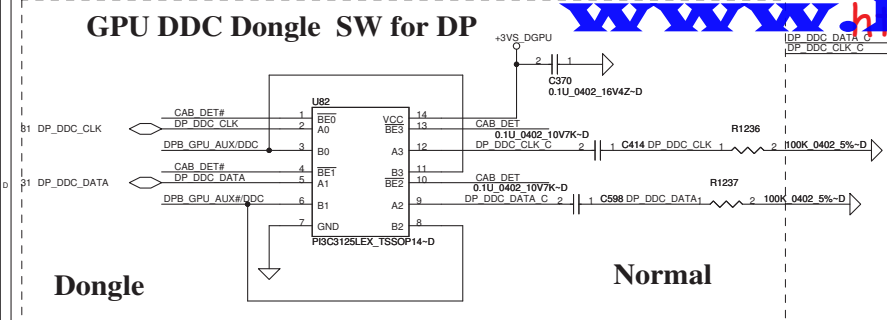 GPU DDC Dongle SW for DP
WWW.h
+3VS_DGPU
DP_DDC_DATA_C
DP_DDC_CLK_C
2 1
C370
0.1U_0402_16V4Z~D
U82
CAB_DET# 1 BE0 VCC 14
31 DP_DDC_CLK DP_DDC_CLK 2 A0 BE3 13 CAB_DET
0.1U_0402_10V7K~D
R1236
DPB_GPU_AUX/DDC 3 B0 A3 12 DP_DDC_CLK_C 2 1 C414 DP_DDC_CLK 1 2 100K_0402_5%~D
CAB_DET# 4 BE1 B3 11
31 DP_DDC_DATA DP_DDC_DATA 5 A1 BE2 10 CAB_DET
0.1U_0402_10V7K~D
R1237
DPB_GPU_AUX#/DDC 6 B1 A2 9 DP_DDC_DATA_C 2 1 C598 DP_DDC_DATA 1 2 100K_0402_5%~D
7 GND B2 8
PI3C3125LEX_TSSOP14~D
D
Dongle
Normal